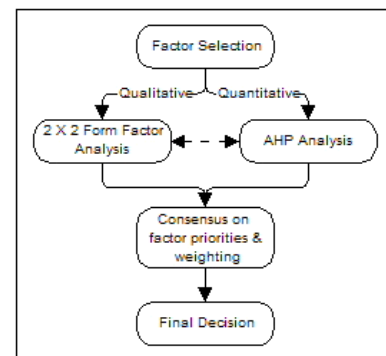 Factor Selection
Qualitative Quantitative
2 X 2 Form Factor
Analysis
AHP Analysis
Consensus on
factor priorities &
weighting
Final Decision